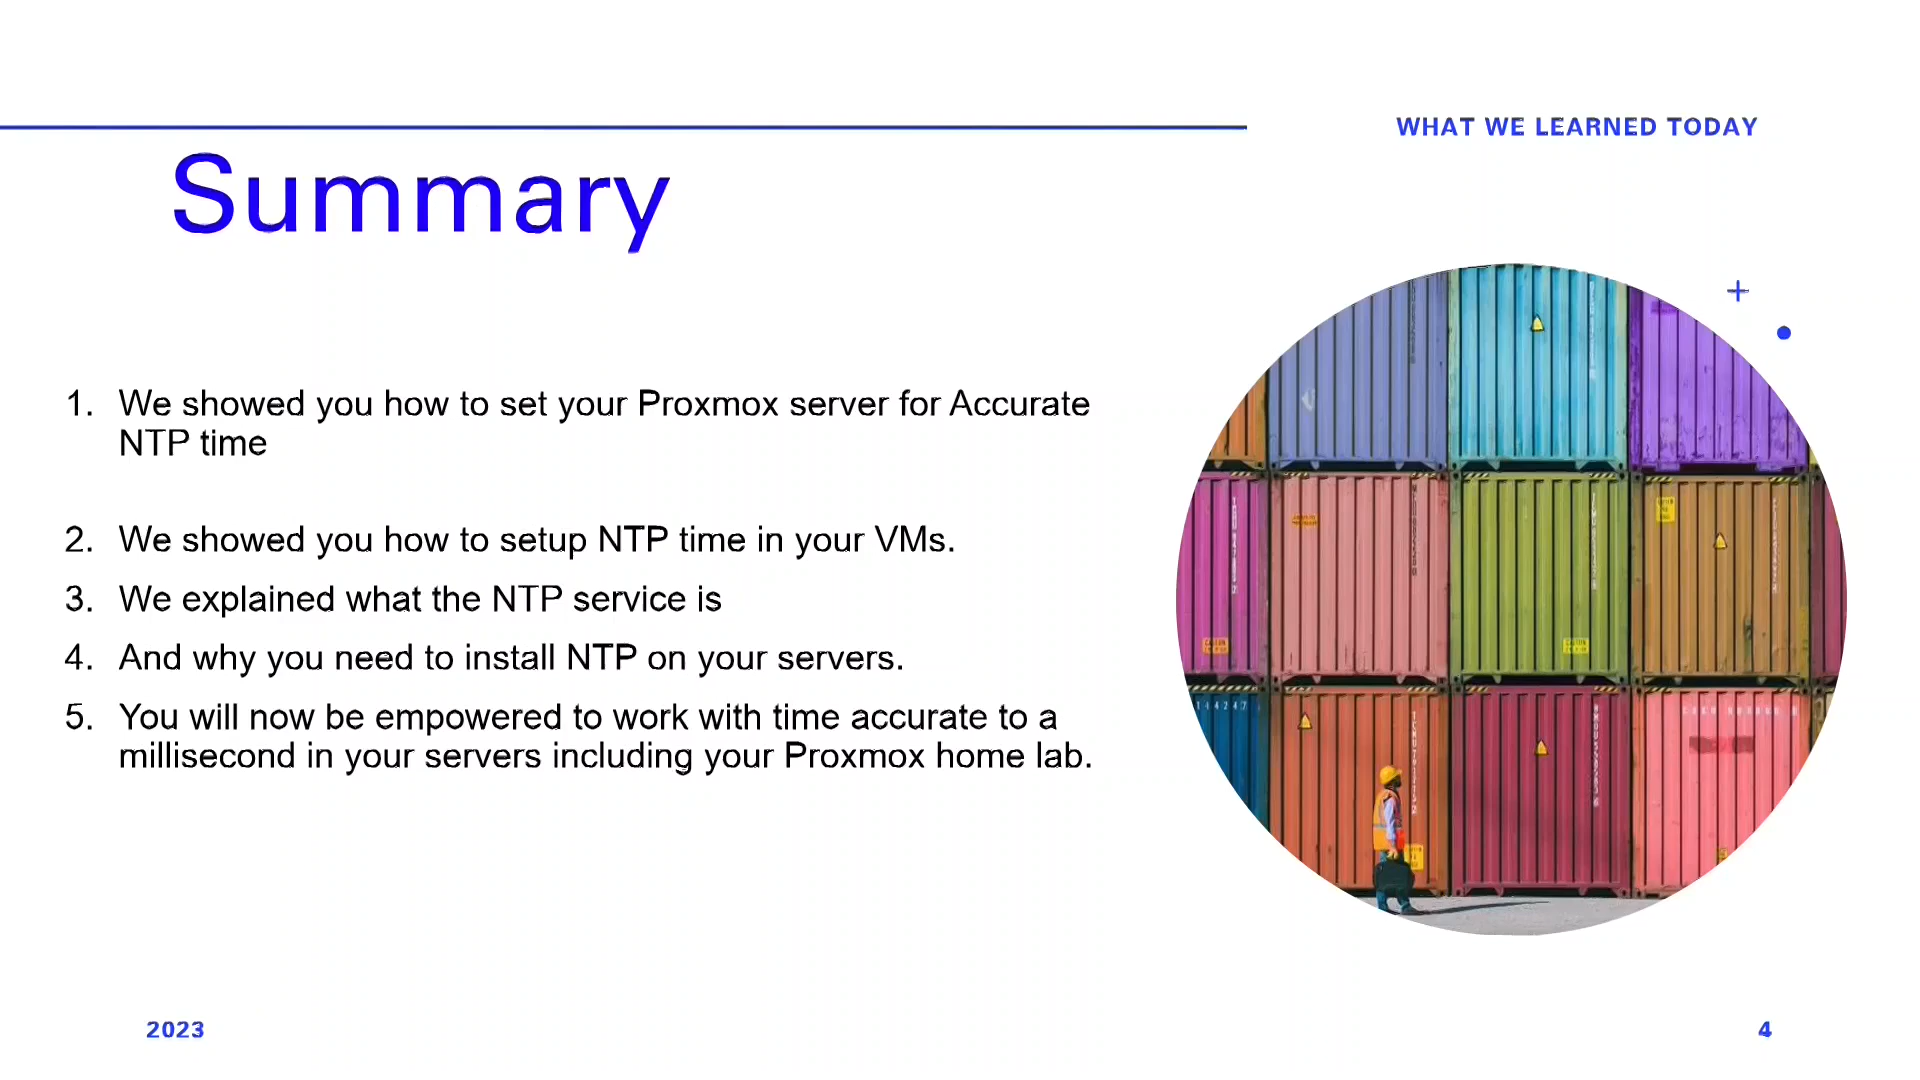 WHAT WE LEARNED TODAY
Summary
1. We showed you how to set your Proxmox server for Accurate
NTP time
2. We showed you how to setup NTP time in your VMs.
3. We explained what the NTP service is
4. And why you need to install NTP on your servers.
5. You will now be empowered to work with time accurate to a
millisecond in your servers including your Proxmox home lab.
2023
4